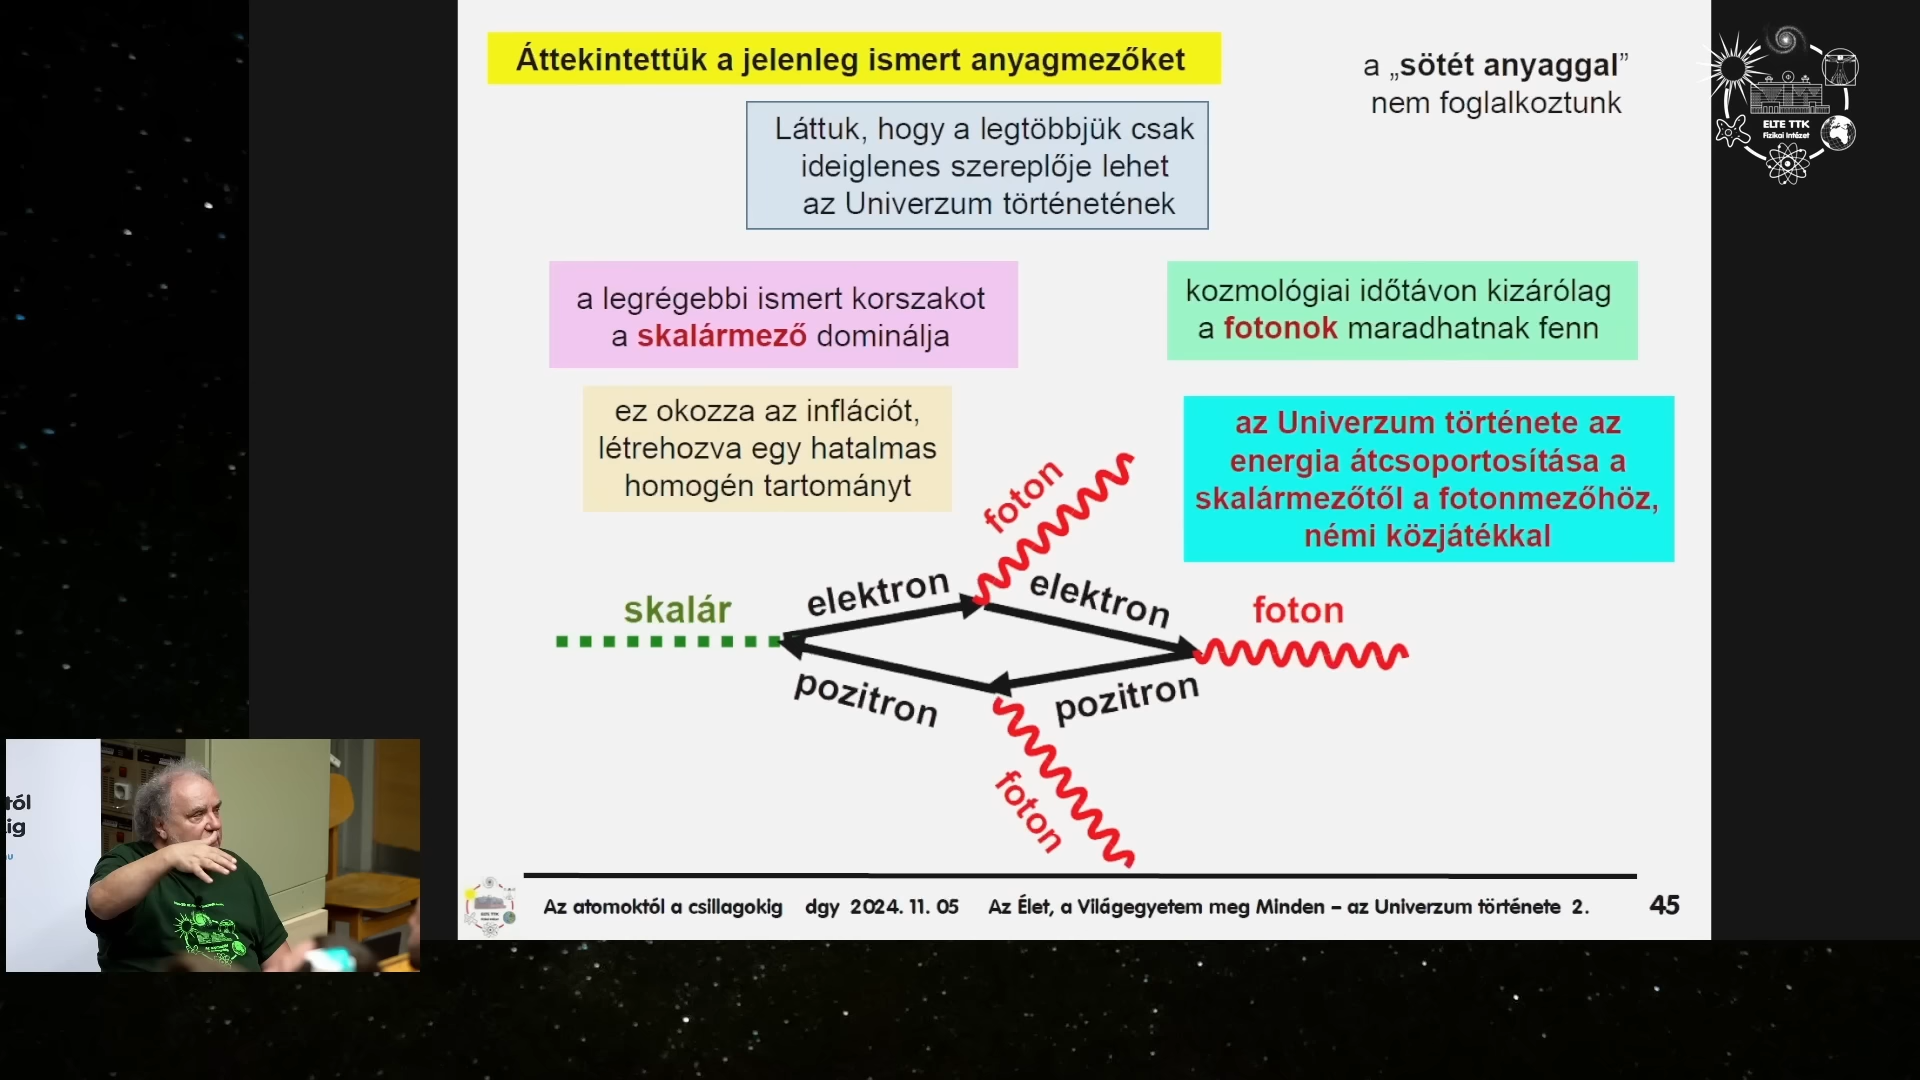 Áttekintettük a jelenleg ismert anyagmezőket
a „sötét anyaggal”
nem foglalkoztunk
ELTE TTK
Fizikai Intézet
Láttuk, hogy a legtöbbjük csak
ideiglenes szereplője lehet
az Univerzum történetének
a legrégebbi ismert korszakot
a skalármező dominálja
kozmológiai időtávon kizárólag
a fotonok maradhatnak fenn
ez okozza az inflációt,
létrehozva egy hatalmas
homogén tartományt
az Univerzum története az
energia átcsoportosítása a
skalármezőtől a fotonmezőhöz,
némi közjátékkal
foton
skalár
elektron
elektron
foton
pozitron
pozitron
foton
tól
ig
Az atomoktól a csillagokig dgy 2024. 11. 05 Az Élet, a Világegyetem meg Minden – az Univerzum története 2. 45